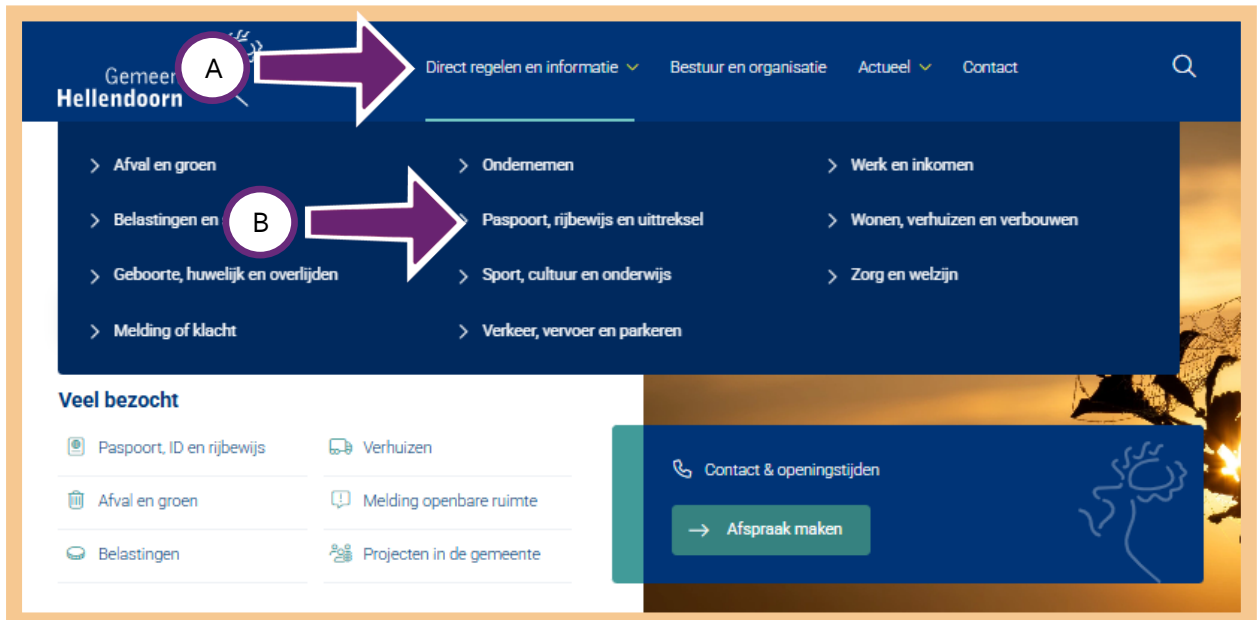 Gemeer
Hellendoorn
A
Direct regelen en informatie
Bestuur en organisatie
Actueel
Contact
Afval en groen
Ondernemen
Werk en inkomen
Belastingen en
B
Paspoort, rijbewijs en uittreksel
Wonen, verhuizen en verbouwen
Geboorte, huwelijk en overlijden
Sport, cultuur en onderwijs
Zorg en welzijn
Melding of klacht
Verkeer, vervoer en parkeren
Veel bezocht
Paspoort, ID en rijbewijs
Verhuizen
Afval en groen
Melding openbare ruimte
Belastingen
Projecten in de gemeente
Contact & openingstijden
Afspraak maken